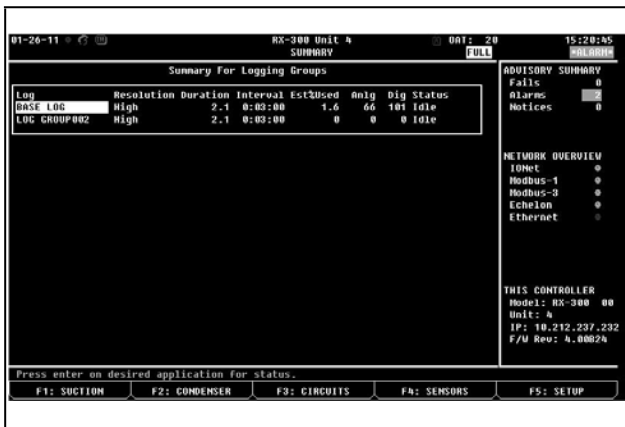 01-26-11 RX-300 Unit 4 OAT: 20 15:20:45
SUMMARY FULL *ALARM*
Summary For Logging Groups
Log Resolution Duration Interval Est%Used Anlg Dig Status
BASE LOG High 2.1 0:03:00 1.6 66 101 Idle
LOG GROUP002 High 2.1 0:03:00 0 0 0 Idle
ADVISORY SUMMARY
Fails 0
Alarms 2
Notices 0
NETWORK OVERVIEW
IONet
Modbus-1
Modbus-3
Echelon
Ethernet
THIS CONTROLLER
Model: RX-300 00
Unit: 4
IP: 10.212.237.232
F/W Rev: 4.00B24
Press enter on desired application for status.
F1: SUCTION F2: CONDENSER F3: CIRCUITS F4: SENSORS F5: SETUP